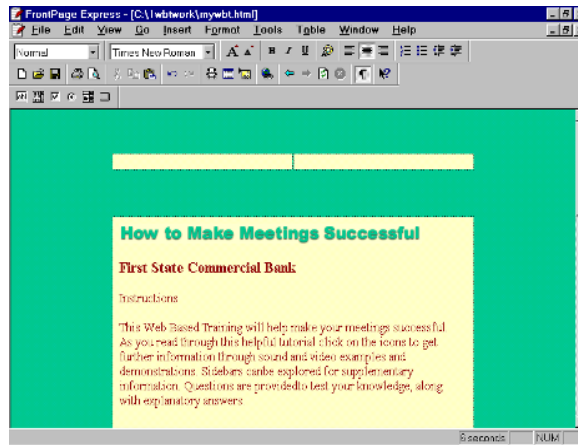 FrontPage Express - [C:\1wbtwork\mywbt.html]
File Edit View Go Insert Format Tools Table Window Help
Normal Times New Roman A A B I U
How to Make Meetings Successful
First State Commercial Bank
Instructions
This Web Based Training will help make your meetings successful
As you read through this helpful tutorial click on the icons to get
further information through sound and video examples and
demonstrations. Sidebars canbe explored for supplementary
information. Questions are providedto test your knowledge, along
with explanatory answers
6 seconds NUM